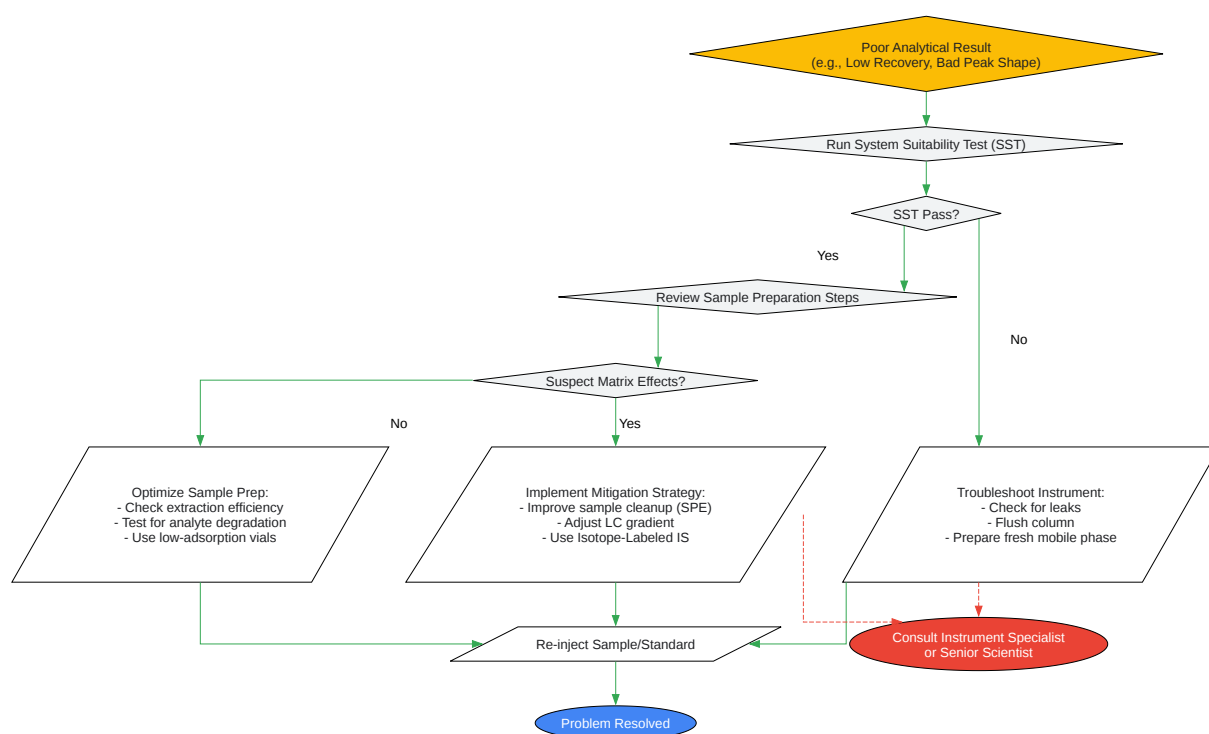 Poor Analytical Result
(e.g., Low Recovery, Bad Peak Shape)
Run System Suitability Test (SST)
SST Pass?
Yes
Review Sample Preparation Steps
No
Suspect Matrix Effects?
No
Yes
Optimize Sample Prep:
- Check extraction efficiency
- Test for analyte degradation
- Use low-adsorption vials
Implement Mitigation Strategy:
- Improve sample cleanup (SPE)
- Adjust LC gradient
- Use Isotope-Labeled IS
Troubleshoot Instrument:
- Check for leaks
- Flush column
- Prepare fresh mobile phase
Re-inject Sample/Standard
Consult Instrument Specialist
or Senior Scientist
Problem Resolved